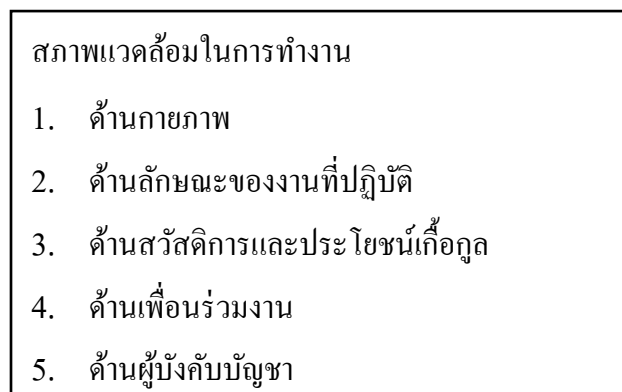 สภาพแวดล้อมในการทำงาน
1. ด้านกายภาพ
2. ด้านลักษณะของงานที่ปฏิบัติ
3. ด้านสวัสดิการและประโยชน์เกื้อกูล
4. ด้านเพื่อนร่วมงาน
5. ด้านผู้บังคับบัญชา